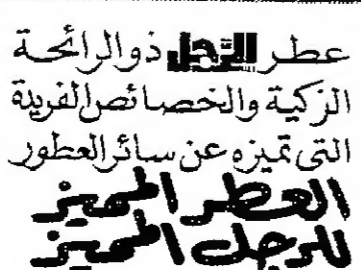 عطر الرجل ذو الرائحة
الزكية والخصائص الفريدة
التى تميزه عن سائر العطور
العطر المميز
للرجل المميز